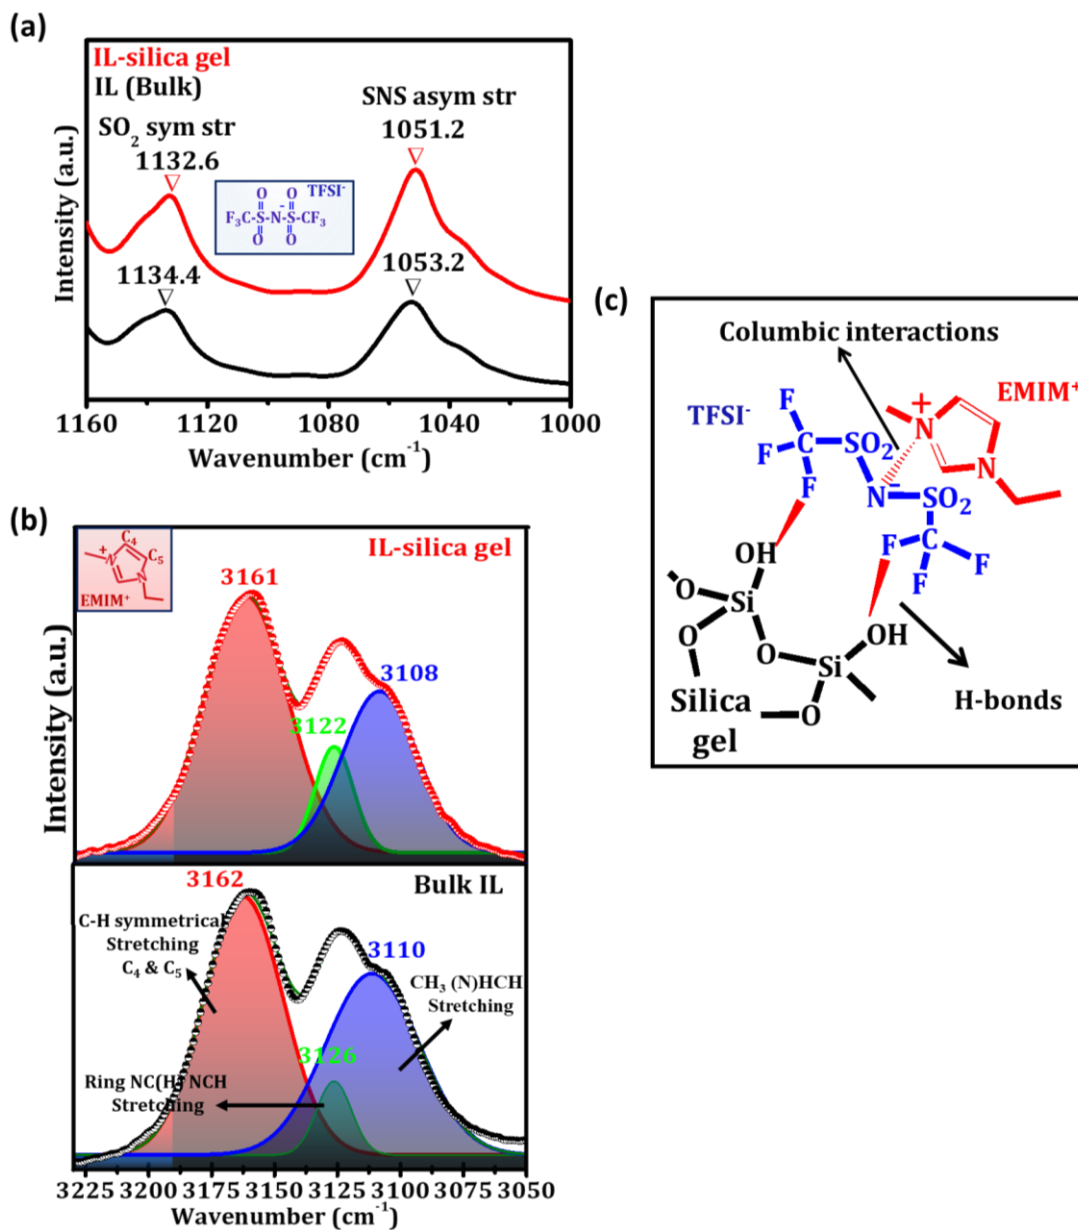 (a)
IL-silica gel
IL (Bulk)
SO2 sym str
1132.6
SNS asym str
1051.2
O O TFSI-
F3C-S-N-S-CF3
-
O O
1134.4
1053.2
Intensity (a.u.)
1160 1120 1080 1040 1000
Wavenumber (cm-1)
(b)
C4
+
N
C5
N
EMIM+
IL-silica gel
3161
3108
3122
Intensity (a.u.)
3162
Bulk IL
C-H symmetrical
Stretching
C4 & C5
3110
CH3 (N)HCH
Stretching
3126
Ring NC(H) NCH
Stretching
3225 3200 3175 3150 3125 3100 3075 3050
Wavenumber (cm-1)
(c)
Columbic interactions
EMIM+
TFSI-
F
+
N
F
C
SO2
N
F
F
-
N
SO2
OH
F
C
F
F
O
Si
OH
O
O
Si
H-bonds
Silica
gel
O